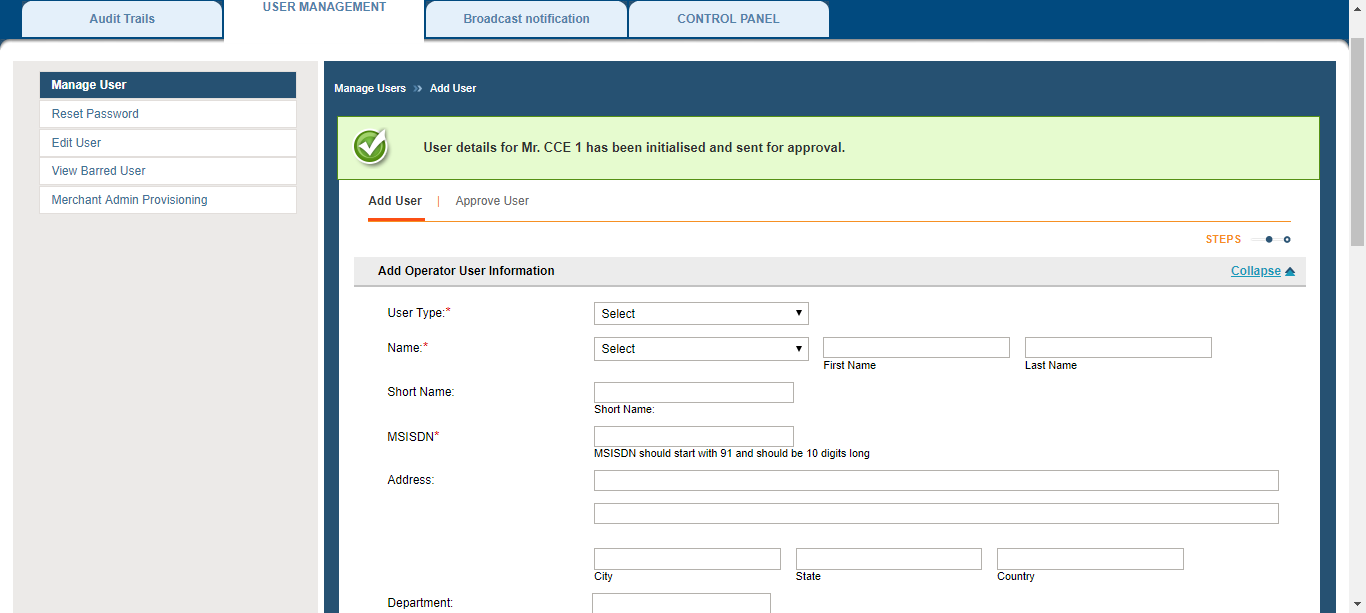 Audit Trails
USER MANAGEMENT
Broadcast notification
CONTROL PANEL
Manage User
Reset Password
Edit User
View Barred User
Merchant Admin Provisioning
Manage Users » Add User
User details for Mr. CCE 1 has been initialised and sent for approval.
Add User | Approve User
STEPS
Add Operator User Information
Collapse
User Type:*
Select
Name:*
Select
First Name
Last Name
Short Name:
Short Name:
MSISDN*
MSISDN should start with 91 and should be 10 digits long
Address:
City
State
Country
Department: